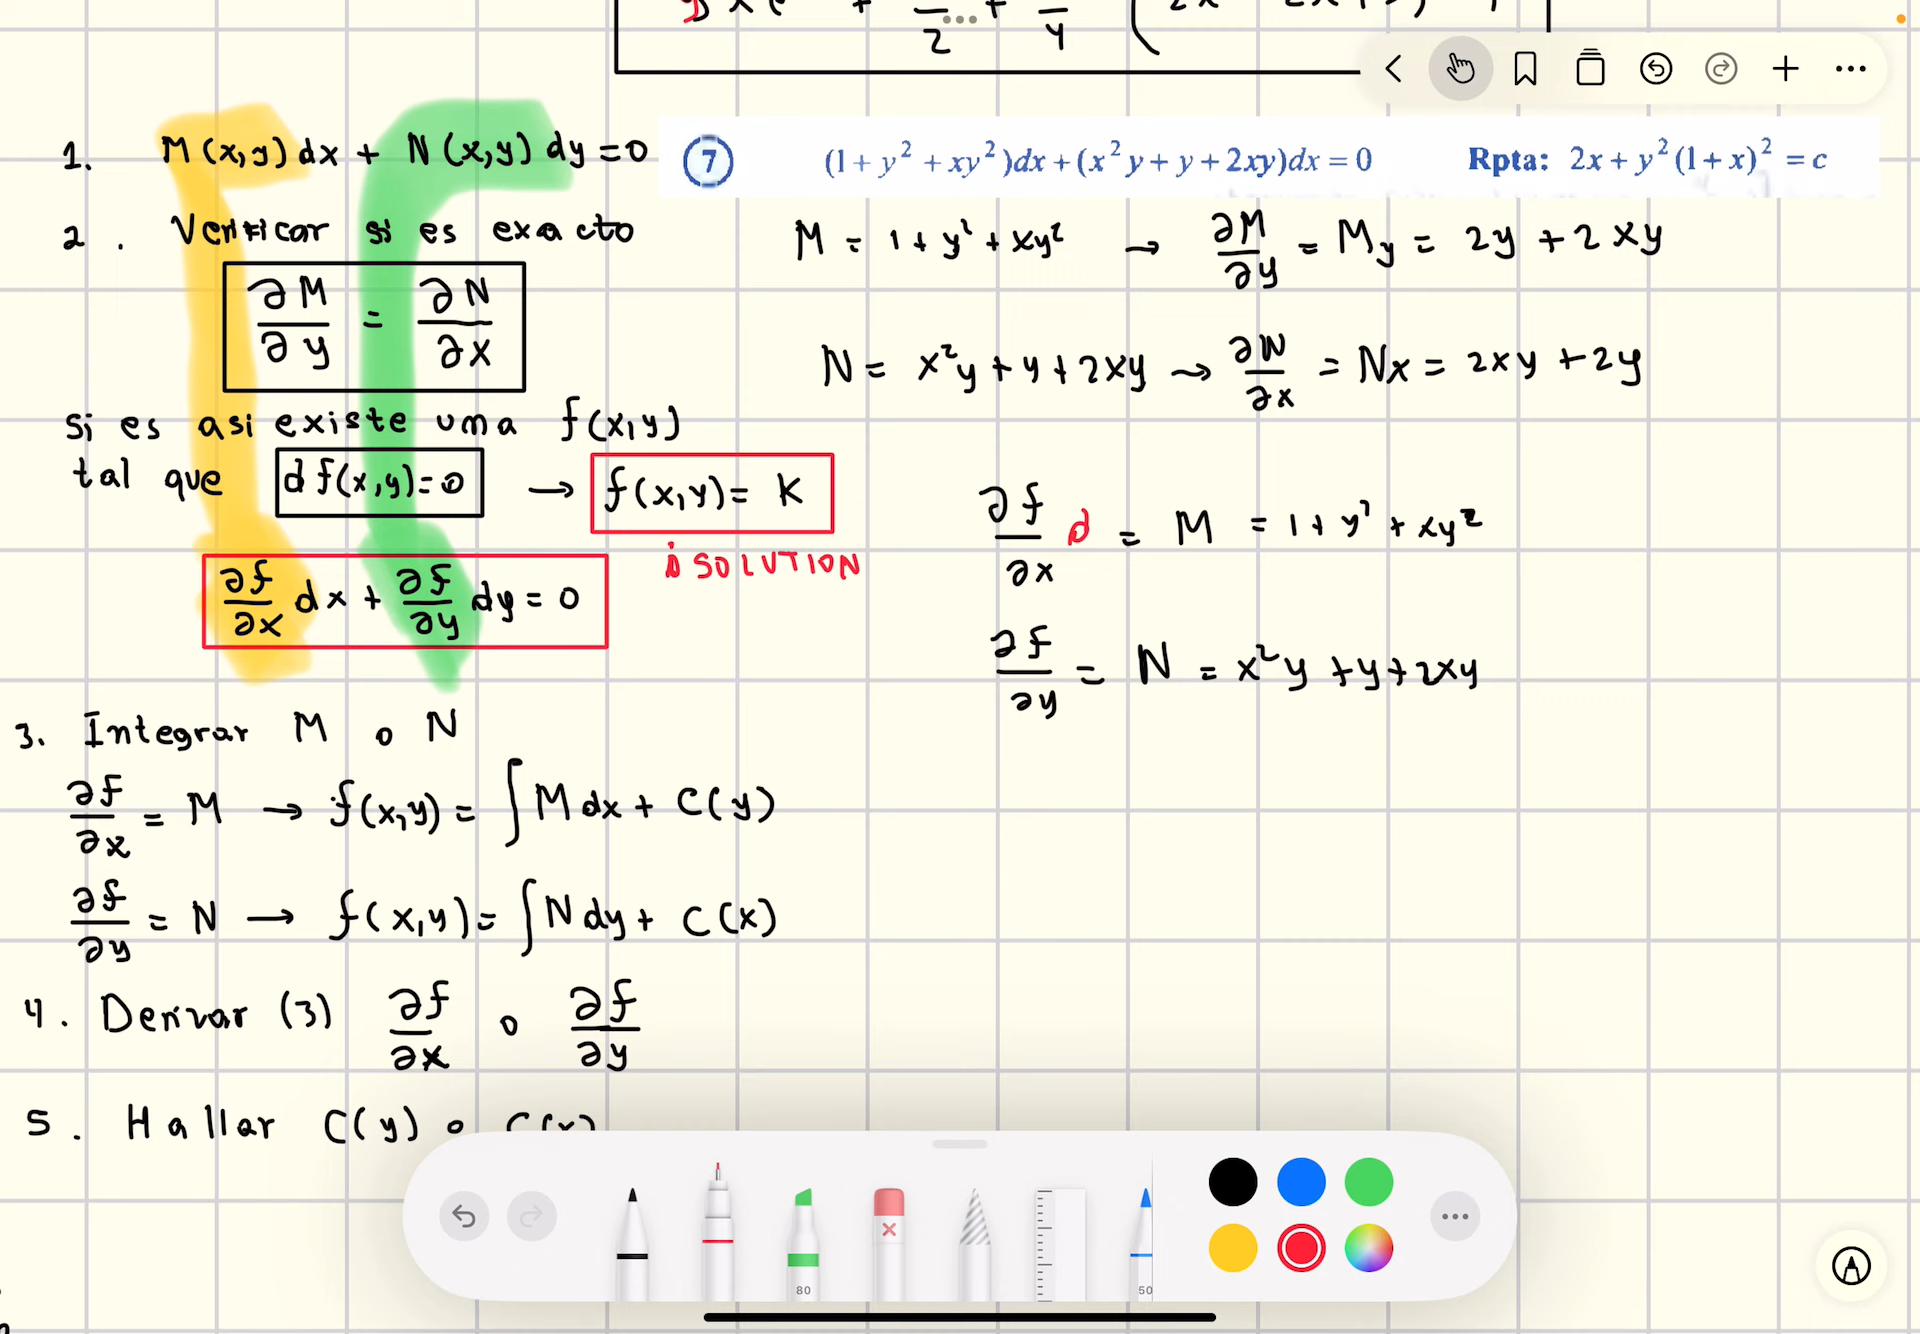 1. M(x,y)dx + N(x,y)dy=0
7 (1+y²+xy²)dx+(x²y+y+2xy)dx=0 Rpta: 2x+y²(1+x)²=c
2. Verificar si es exacto
M = 1+y²+xy² → ∂M/∂y = My = 2y+2xy
∂M/∂y = ∂N/∂x
N = x²y+y+2xy → ∂N/∂x = Nx = 2xy+2y
si es asi existe una f(x,y)
tal que df(x,y)=0 → f(x,y)= K
SOLUTION
∂f/∂x d = M = 1+y²+xy²
∂f/∂x dx + ∂f/∂y dy = 0
∂f/∂y = N = x²y+y+2xy
3. Integrar M o N
∂f/∂x = M → f(x,y) = ∫M dx + C(y)
∂f/∂y = N → f(x,y) = ∫N dy + C(x)
4. Derivar (3) ∂f/∂x o ∂f/∂y
5. Hallar C(y) o C(x)
80
50